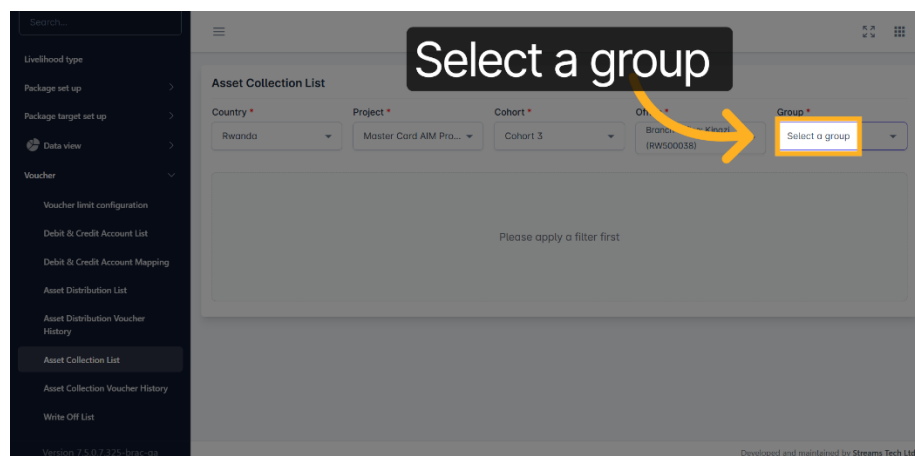 Search...
Livelihood type
Package set up
Package target set up
Data view
Voucher
Voucher limit configuration
Debit & Credit Account List
Debit & Credit Account Mapping
Asset Distribution List
Asset Distribution Voucher
History
Asset Collection List
Asset Collection Voucher History
Write Off List
Version 7.5.0.7.325-brac-qa
Select a group
Asset Collection List
Country *
Project *
Cohort *
Group *
Rwanda
Master Card AIM Pro...
Cohort 3
(RW500038)
Select a group
Please apply a filter first
Developed and maintained by Streams Tech Ltd